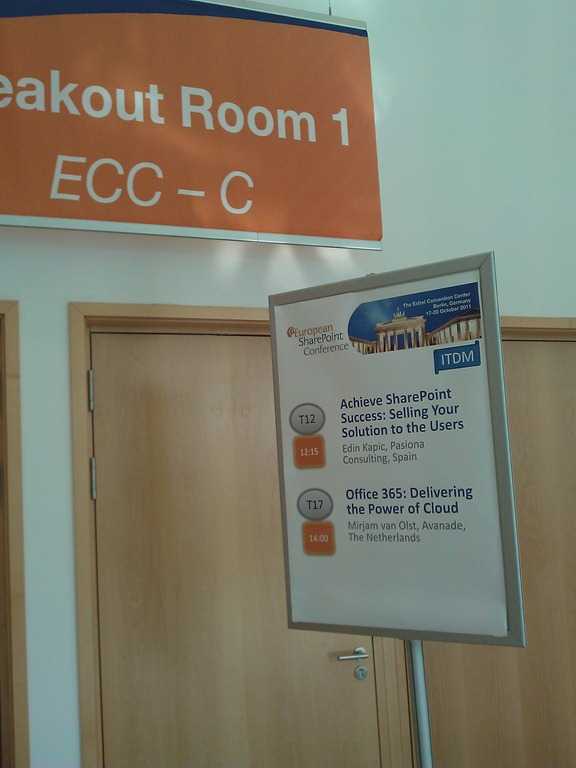 eakout Room 1
ECC – C
European
SharePoint
Conference
The Estrel Convention Center
Berlin, Germany
17-20 October 2011
ITDM
T12
12:15
Achieve SharePoint
Success: Selling Your
Solution to the Users
Edin Kapic, Pasiona
Consulting, Spain
T17
14:00
Office 365: Delivering
the Power of Cloud
Mirjam van Olst, Avanade,
The Netherlands